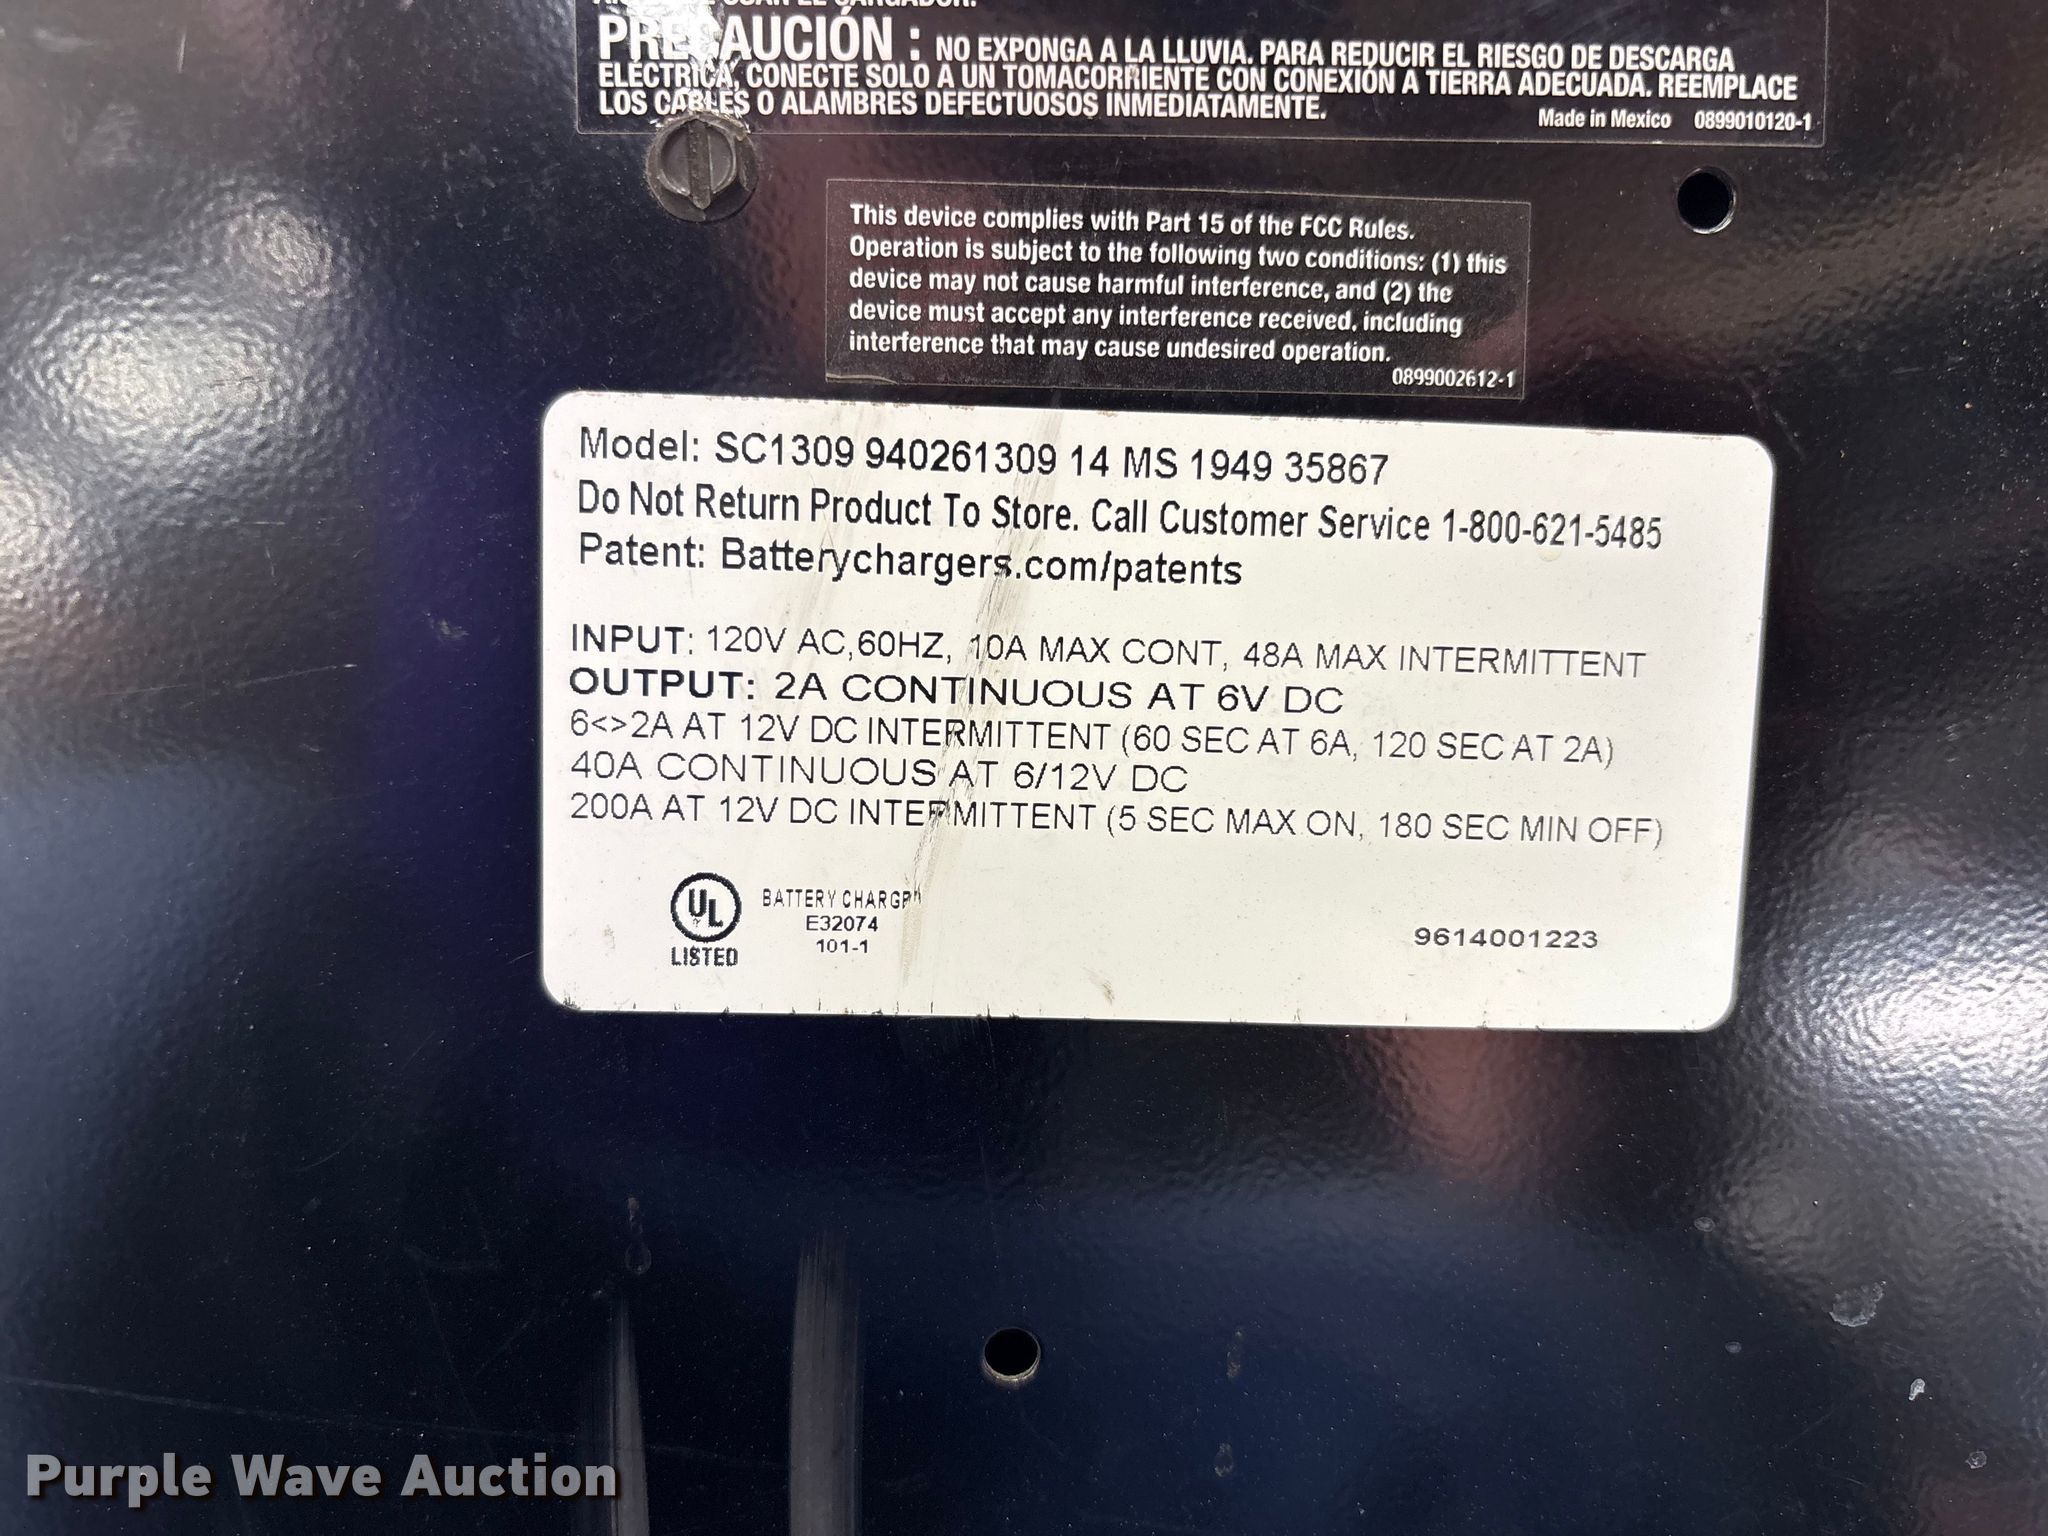 USAR EL CARGADOR.
PRECAUCIÓN : NO EXPONGA A LA LLUVIA. PARA REDUCIR EL RIESGO DE DESCARGA
ELÉCTRICA, CONECTE SOLO A UN TOMACORRIENTE CON CONEXIÓN A TIERRA ADECUADA. REEMPLACE
LOS CABLES O ALAMBRES DEFECTUOSOS INMEDIATAMENTE.
Made in Mexico 0899010120-1
This device complies with Part 15 of the FCC Rules.
Operation is subject to the following two conditions: (1) this
device may not cause harmful interference, and (2) the
device must accept any interference received, including
interference that may cause undesired operation.
0899002612-1
Model: SC1309 940261309 14 MS 1949 35867
Do Not Return Product To Store. Call Customer Service 1-800-621-5485
Patent: Batterychargers.com/patents
INPUT: 120V AC,60HZ, 10A MAX CONT, 48A MAX INTERMITTENT
OUTPUT: 2A CONTINUOUS AT 6V DC
6<>2A AT 12V DC INTERMITTENT (60 SEC AT 6A, 120 SEC AT 2A)
40A CONTINUOUS AT 6/12V DC
200A AT 12V DC INTERMITTENT (5 SEC MAX ON, 180 SEC MIN OFF)
UL
LISTED
BATTERY CHARGER
E32074
101-1
9614001223
Purple Wave Auction